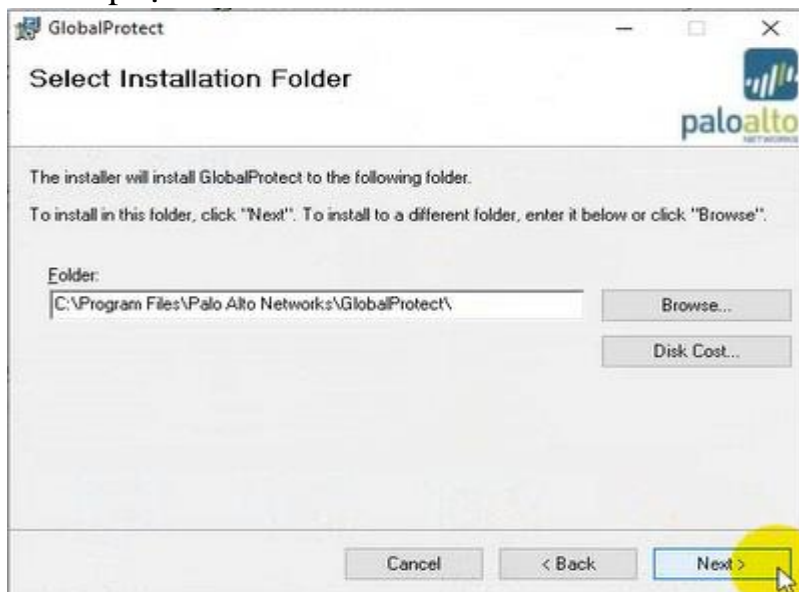 GlobalProtect
Select Installation Folder
paloalto
NETWORKS
The installer will install GlobalProtect to the following folder.
To install in this folder, click "Next". To install to a different folder, enter it below or click "Browse".
Folder:
C:\Program Files\Palo Alto Networks\GlobalProtect\
Browse...
Disk Cost...
Cancel
< Back
Next >